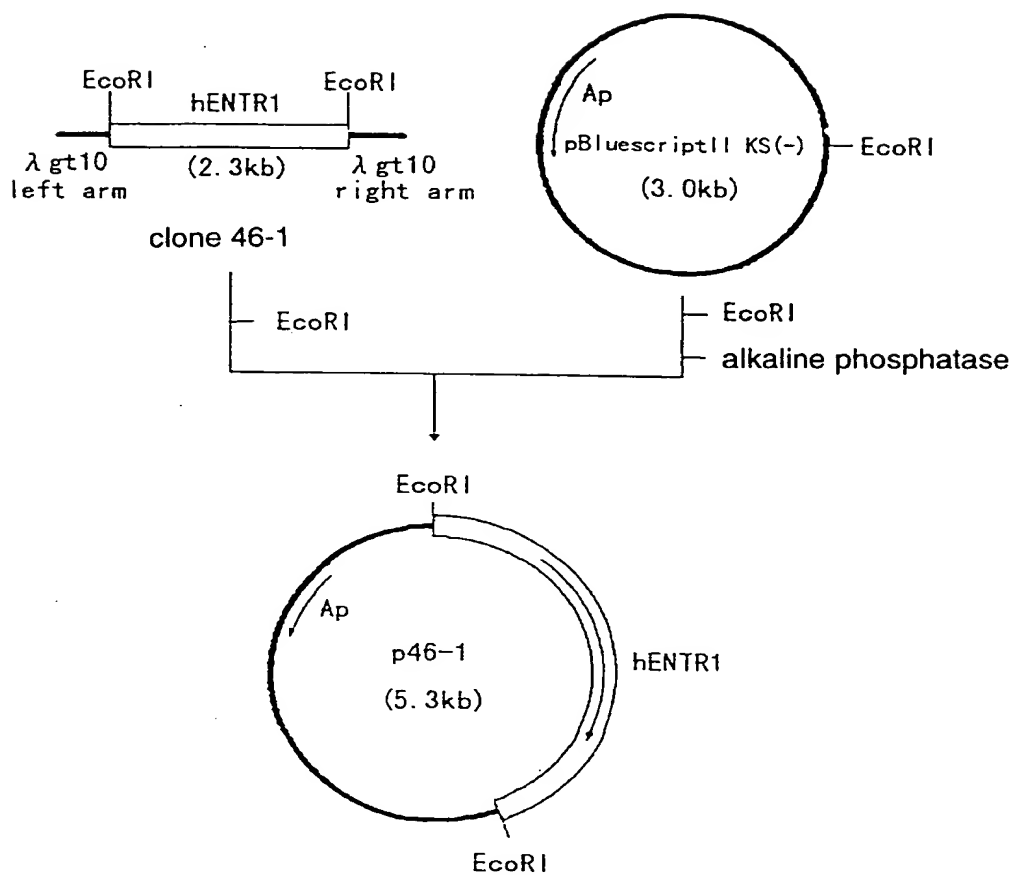 EcoRI
EcoRI
hENTR1
(2.3kb)
λgt10
left arm
λgt10
right arm
clone 46-1
Ap
pBluescriptII KS(-)
(3.0kb)
EcoRI
EcoRI
EcoRI
alkaline phosphatase
EcoRI
Ap
p46-1
(5.3kb)
hENTR1
EcoRI